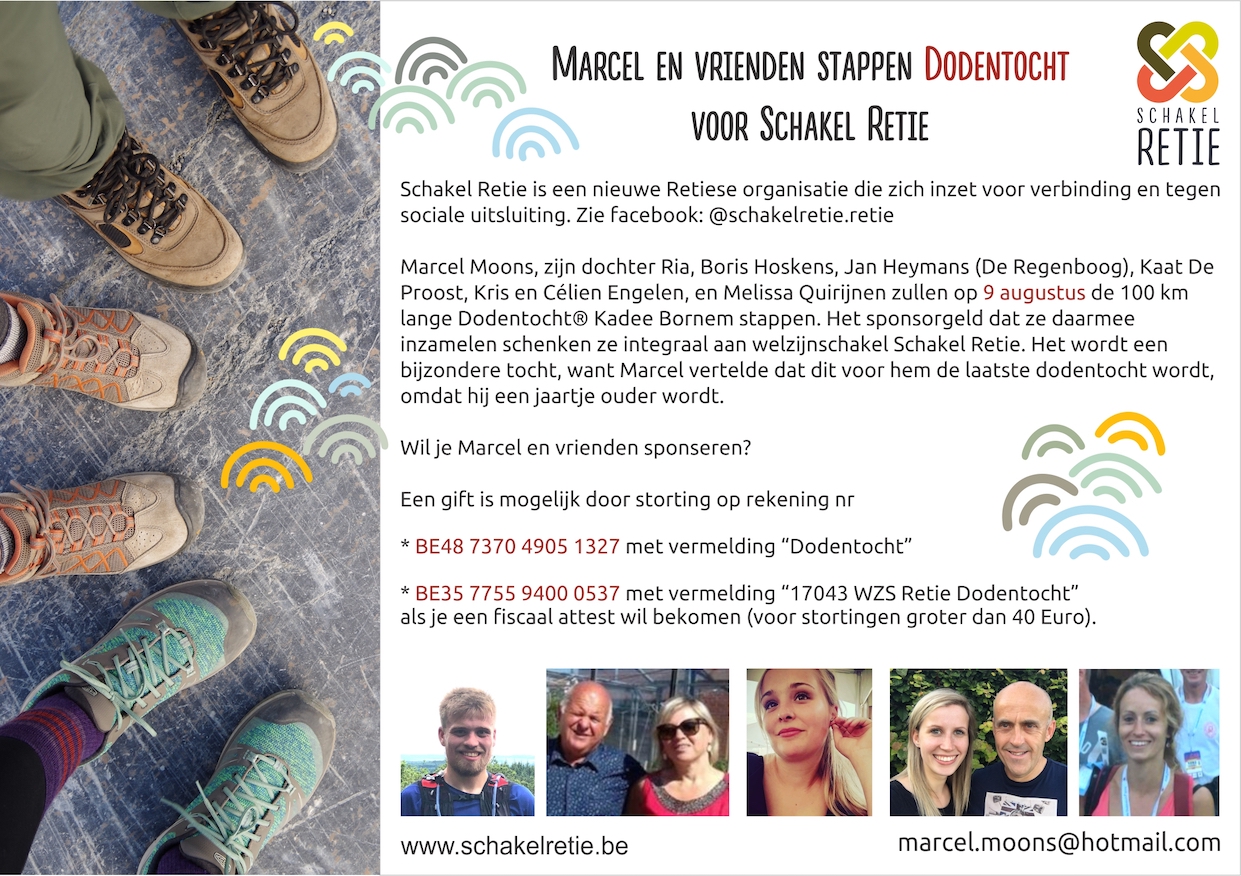 Marcel en vrienden stappen Dodentocht
voor Schakel Retie
SCHAKEL
RETIE
Schakel Retie is een nieuwe Retiese organisatie die zich inzet voor verbinding en tegen
sociale uitsluiting. Zie facebook: @schakelretie.retie
Marcel Moons, zijn dochter Ria, Boris Hoskens, Jan Heymans (De Regenboog), Kaat De
Proost, Kris en Célien Engelen, en Melissa Quirijnen zullen op 9 augustus de 100 km
lange Dodentocht® Kadee Bornem stappen. Het sponsorgeld dat ze daarmee
inzamelen schenken ze integraal aan welzijnschakel Schakel Retie. Het wordt een
bijzondere tocht, want Marcel vertelde dat dit voor hem de laatste dodentocht wordt,
omdat hij een jaartje ouder wordt.
Wil je Marcel en vrienden sponseren?
Een gift is mogelijk door storting op rekening nr
* BE48 7370 4905 1327 met vermelding “Dodentocht”
* BE35 7755 9400 0537 met vermelding “17043 WZS Retie Dodentocht”
als je een fiscaal attest wil bekomen (voor stortingen groter dan 40 Euro).
www.schakelretie.be
marcel.moons@hotmail.com